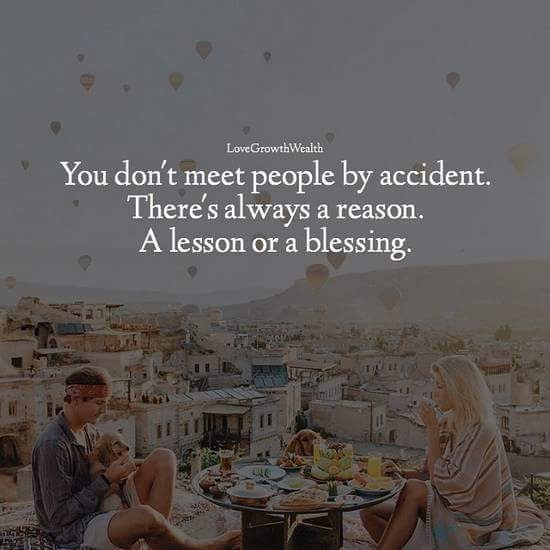 LoveGrowthWealth
You don't meet people by accident.
There's always a reason.
A lesson or a blessing.